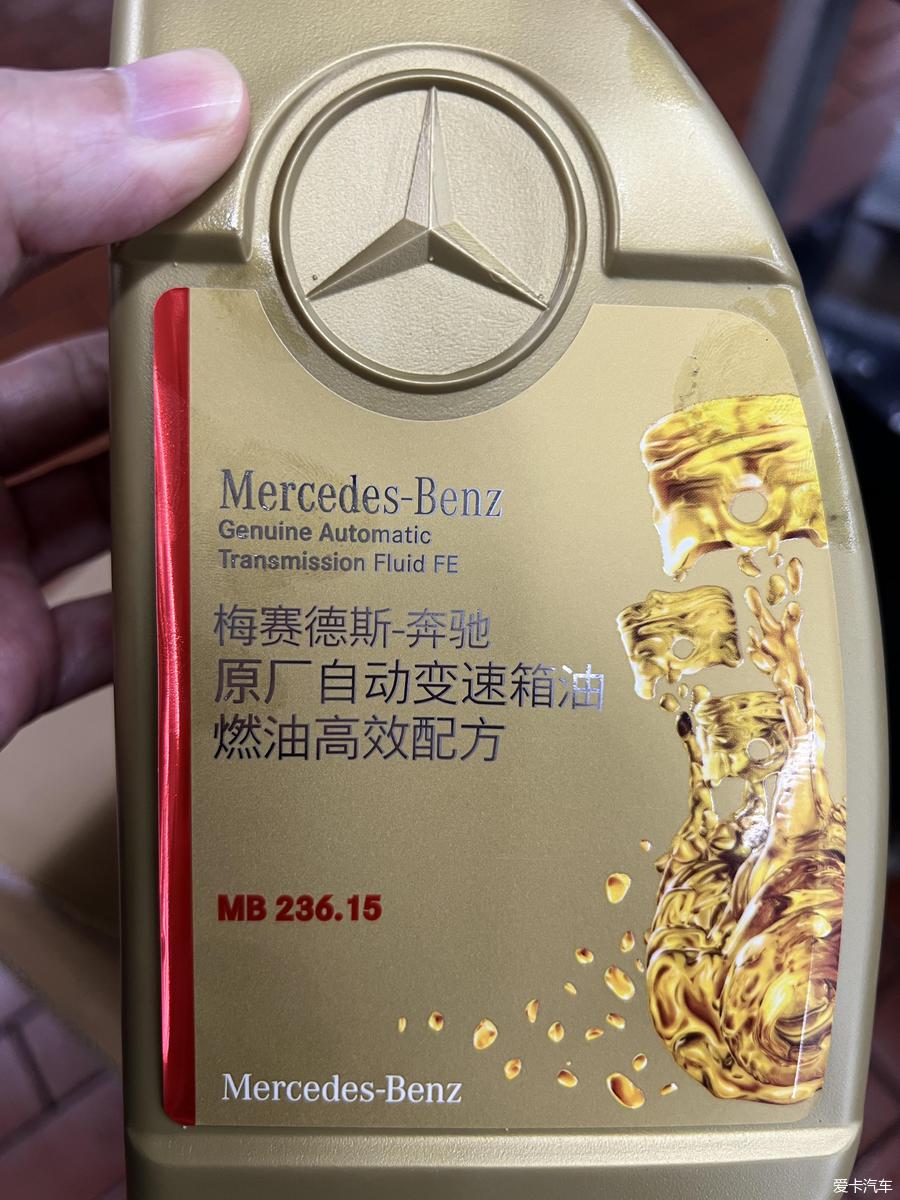 Mercedes-Benz
Genuine Automatic
Transmission Fluid FE
梅赛德斯-奔驰
原厂自动变速箱油
燃油高效配方
MB 236.15
Mercedes-Benz
爱卡汽车